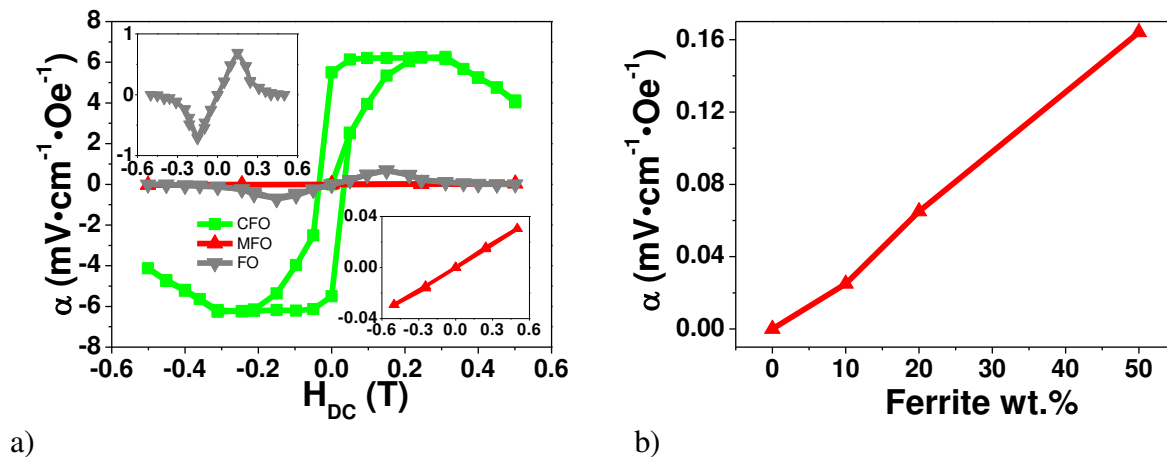 8
6
4
2
0
-2
-4
-6
-8
α (mV•cm⁻¹•Oe⁻¹)
1
0
-1
-0.6 -0.3 0.0 0.3 0.6
CFO
MFO
FO
0.04
0.00
-0.04
-0.6 -0.3 0.0 0.3 0.6
-0.6 -0.4 -0.2 0.0 0.2 0.4 0.6
H_DC (T)
a)
0.16
0.12
0.08
0.04
0.00
α (mV•cm⁻¹•Oe⁻¹)
0 10 20 30 40 50
Ferrite wt.%
b)